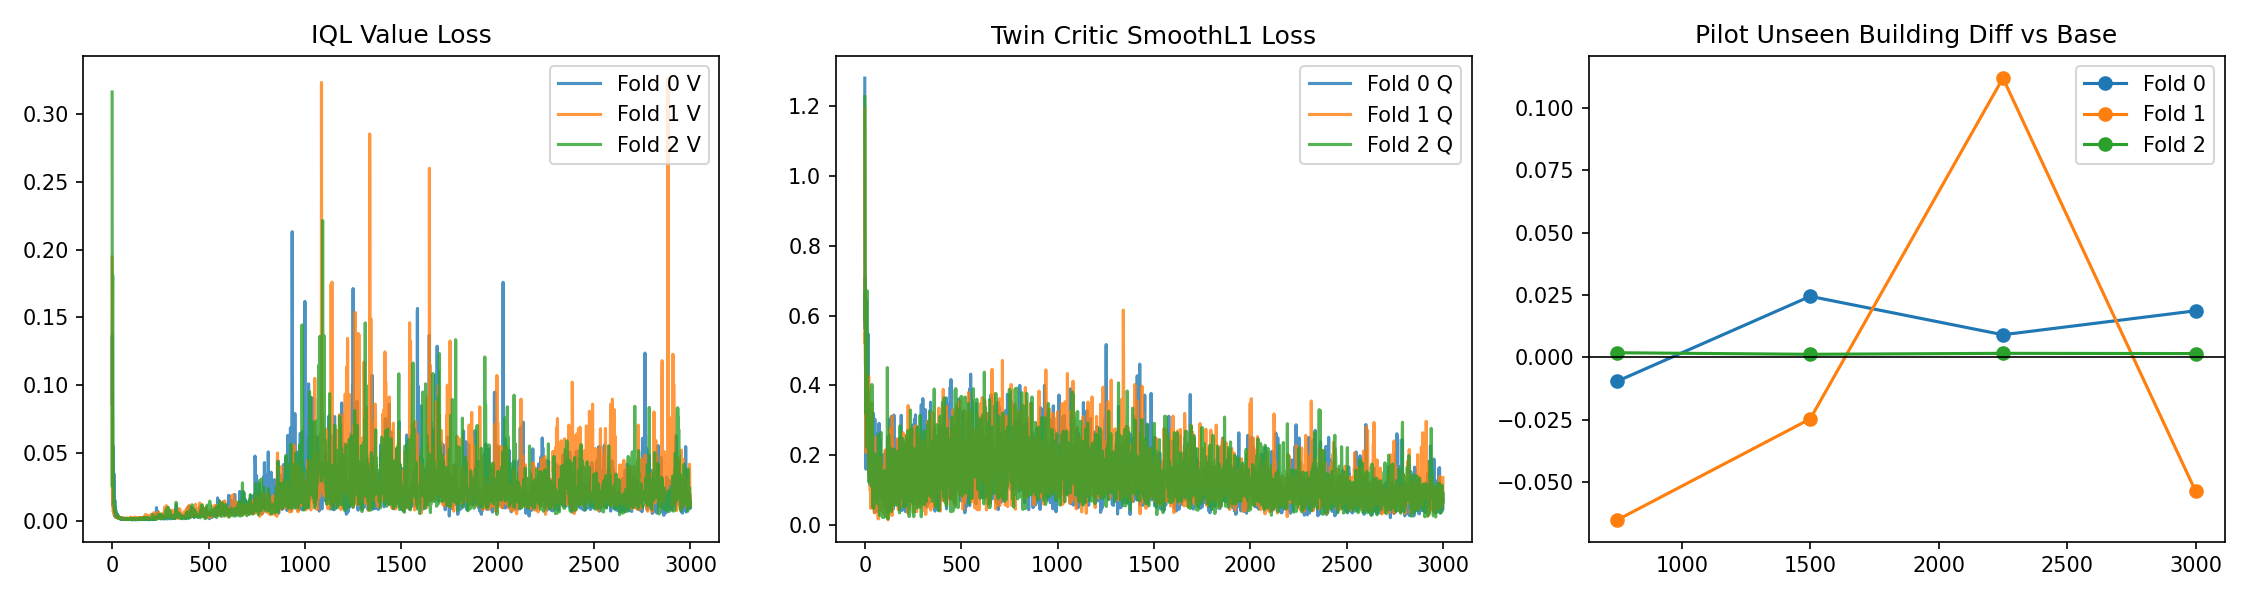 IQL Value Loss
Fold 0 V
Fold 1 V
Fold 2 V
0.30
0.25
0.20
0.15
0.10
0.05
0.00
0 500 1000 1500 2000 2500 3000
Twin Critic SmoothL1 Loss
Fold 0 Q
Fold 1 Q
Fold 2 Q
1.2
1.0
0.8
0.6
0.4
0.2
0.0
0 500 1000 1500 2000 2500 3000
Pilot Unseen Building Diff vs Base
Fold 0
Fold 1
Fold 2
0.100
0.075
0.050
0.025
0.000
−0.025
−0.050
1000 1500 2000 2500 3000